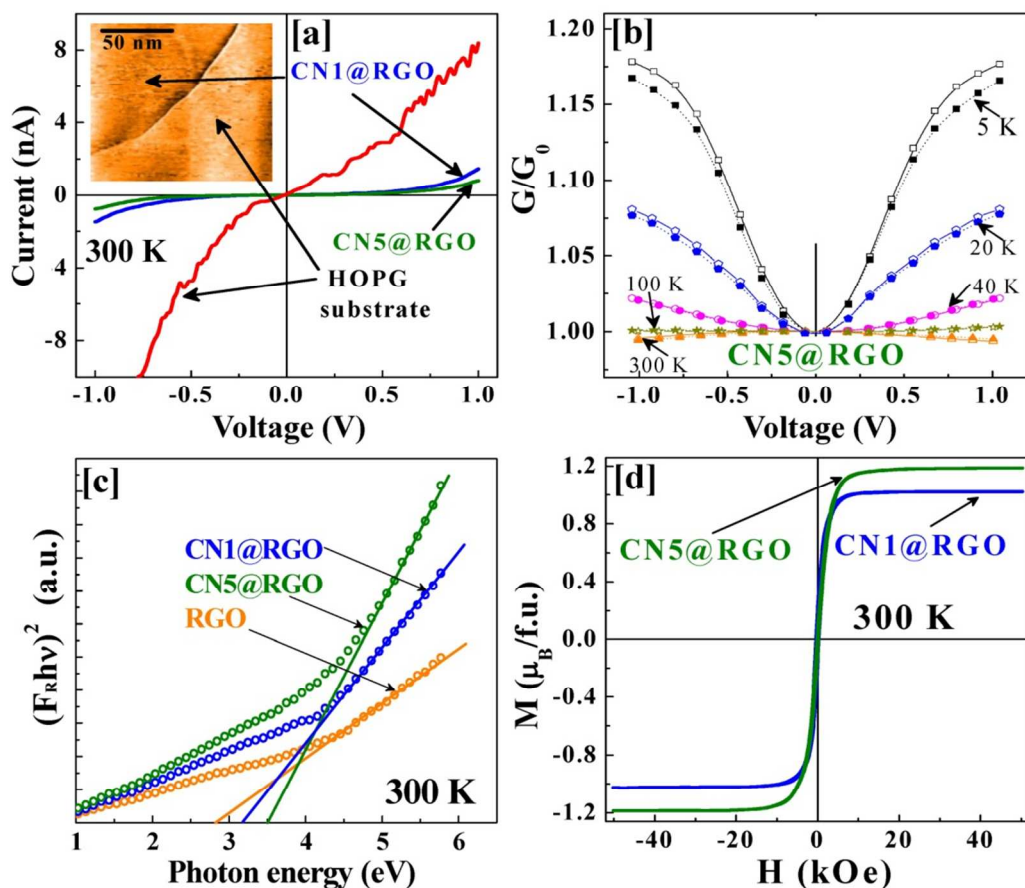 [a]
50 nm
CN1@RGO
CN5@RGO
300 K
HOPG
substrate
8
4
0
4
-8
Current (nA)
-1.0 -0.5 0.0 0.5 1.0
Voltage (V)
[b]
1.20
1.15
1.10
1.05
1.00
G/G0
5 K
20 K
100 K
40 K
300 K
CN5@RGO
-1.0 -0.5 0.0 0.5 1.0
Voltage (V)
[c]
CN1@RGO
CN5@RGO
RGO
300 K
(FRhν)2 (a.u.)
1 2 3 4 5 6
Photon energy (eV)
[d]
1.2
0.8
0.4
0.0
-0.4
-0.8
-1.2
M (μB/f.u.)
CN5@RGO
CN1@RGO
300 K
-40 -20 0 20 40
H (kOe)